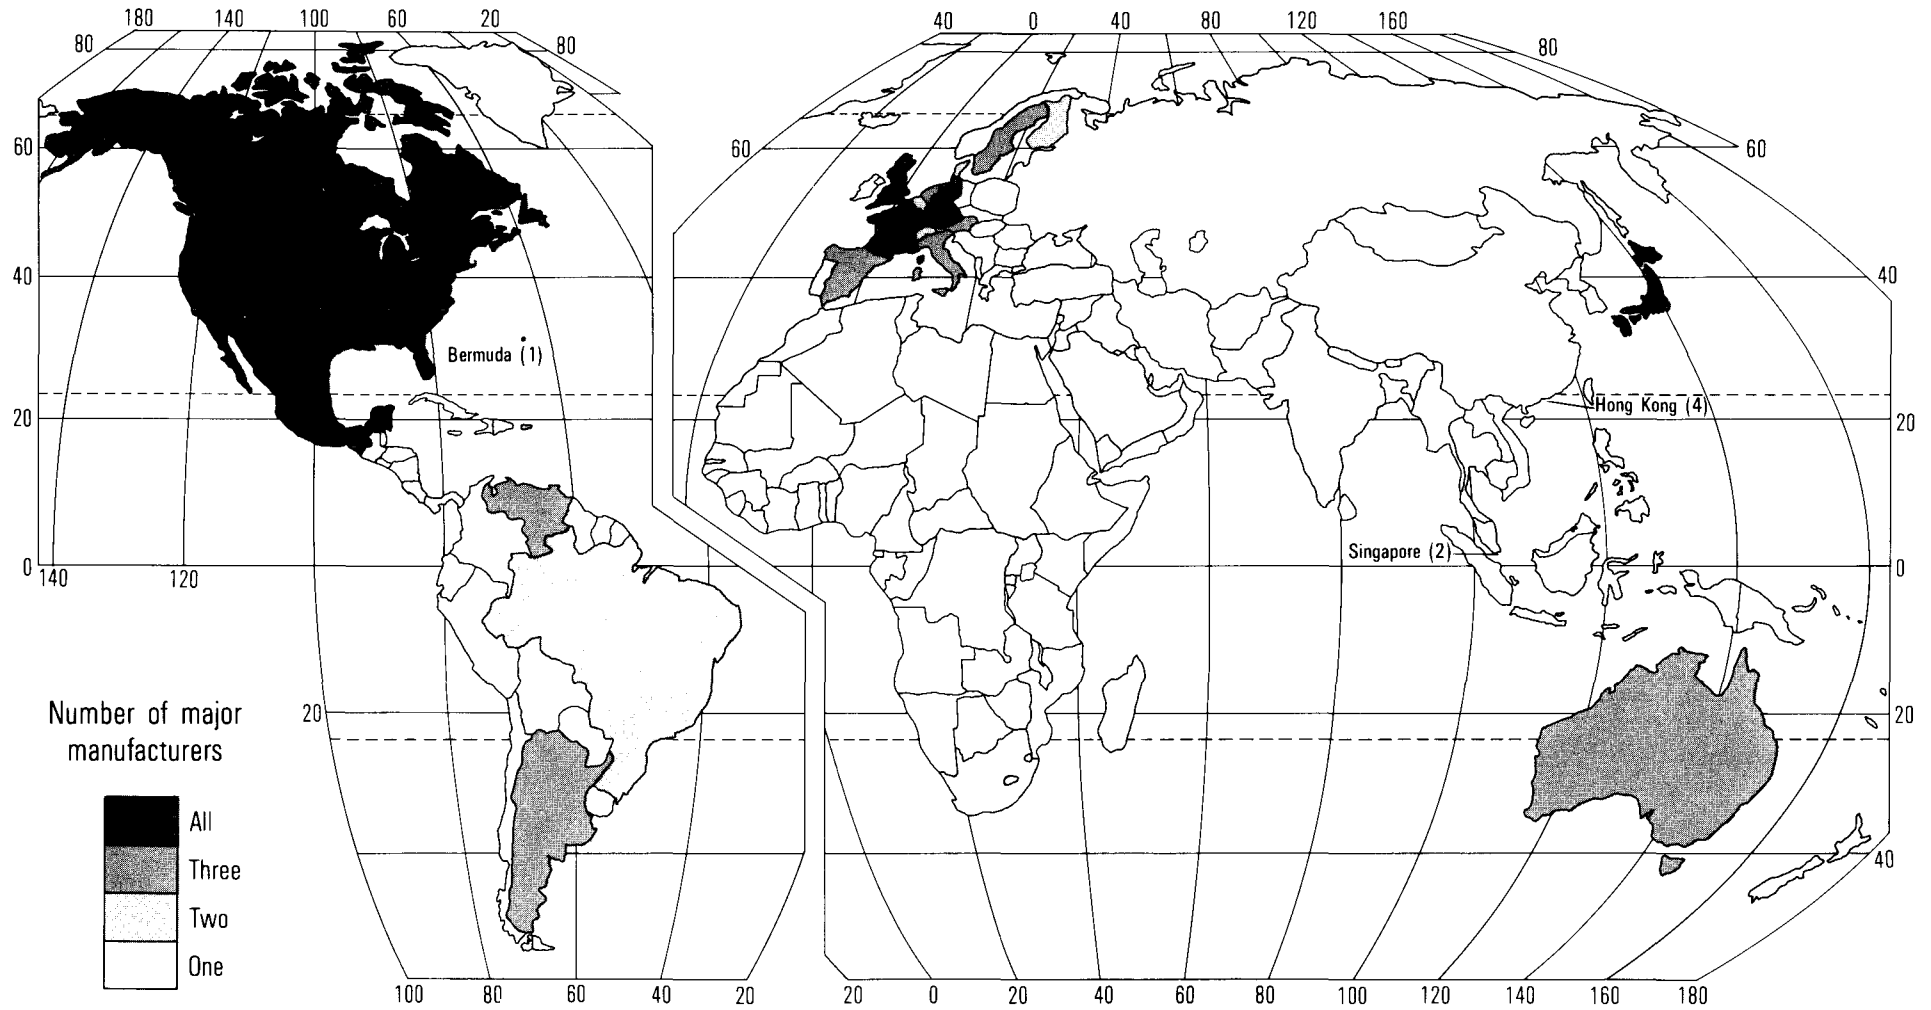 180 140 100 60 20 40 0 40 80 120 160
80 80 80
60 60 60
40 40
Bermuda (1)
Hong Kong (4)
20 20
Singapore (2)
0 140 120 0
Number of major
manufacturers
20 20
All
Three
40
Two
One
100 80 60 40 20 20 0 20 40 60 80 100 120 140 160 180